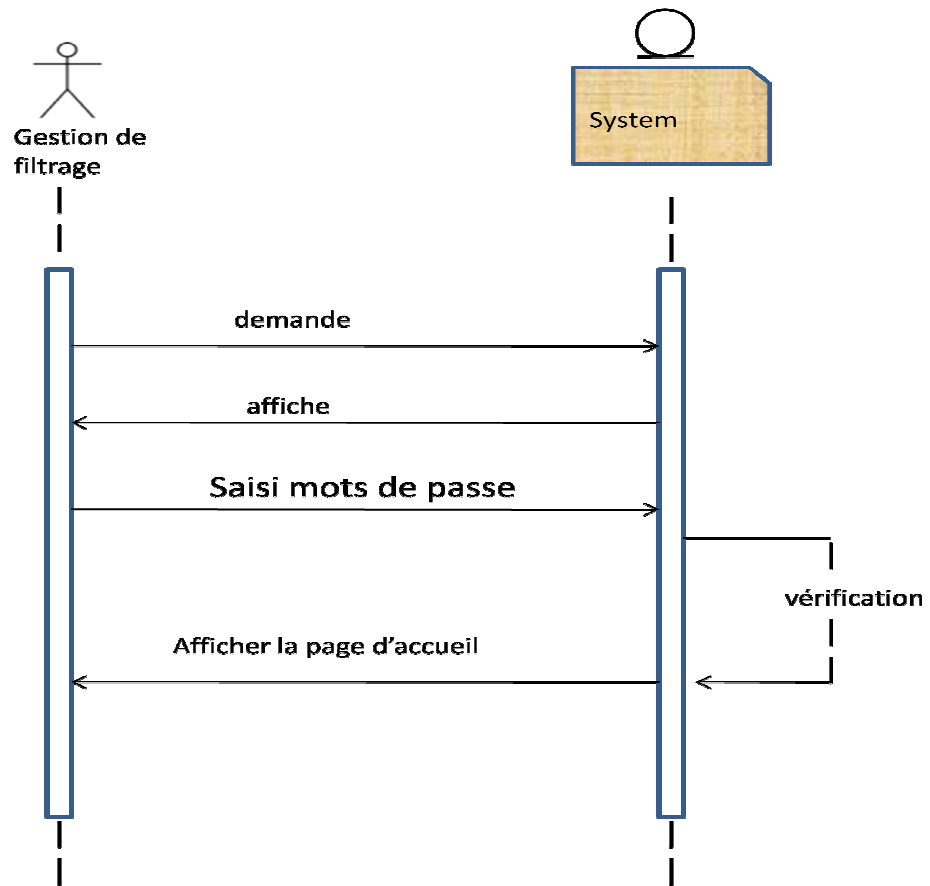 Gestion de
filtrage
System
demande
affiche
Saisi mots de passe
vérification
Afficher la page d’accueil